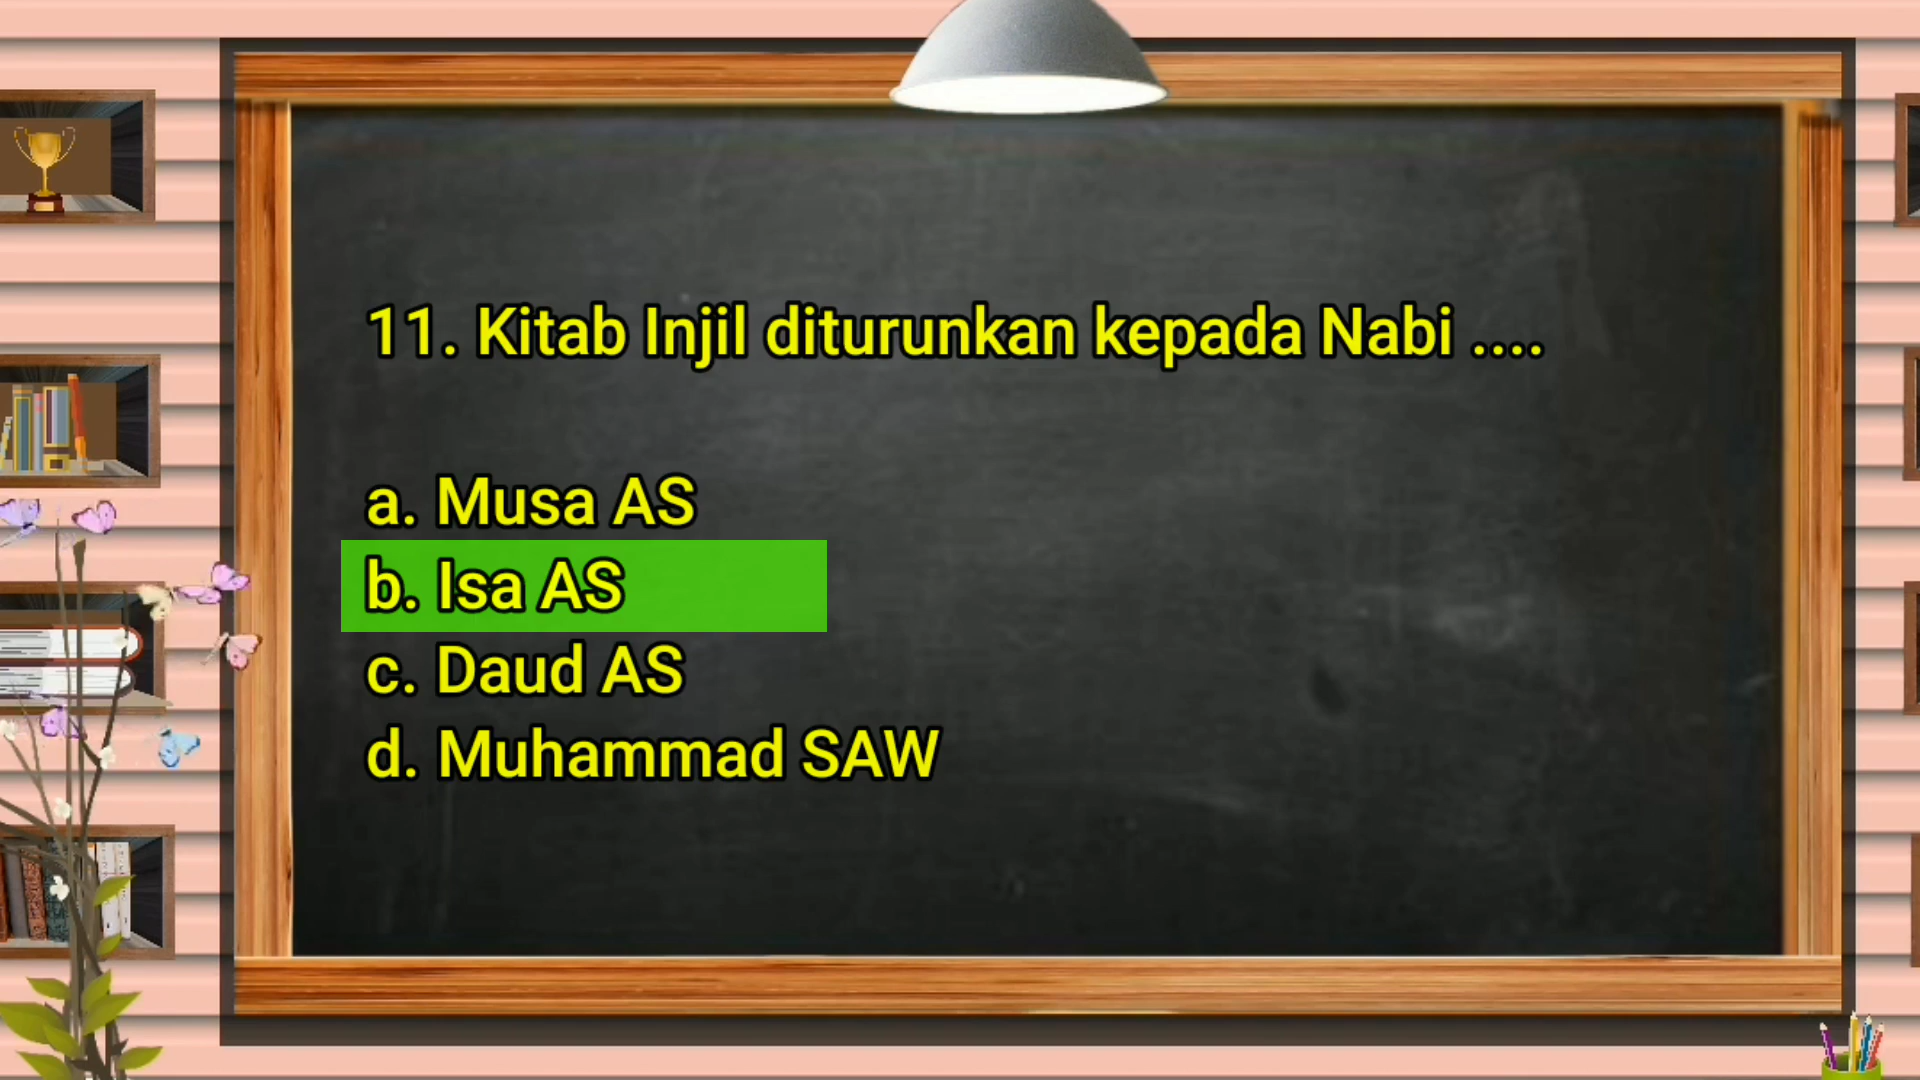 11. Kitab Injil diturunkan kepada Nabi ....
a. Musa AS
b. Isa AS
c. Daud AS
d. Muhammad SAW